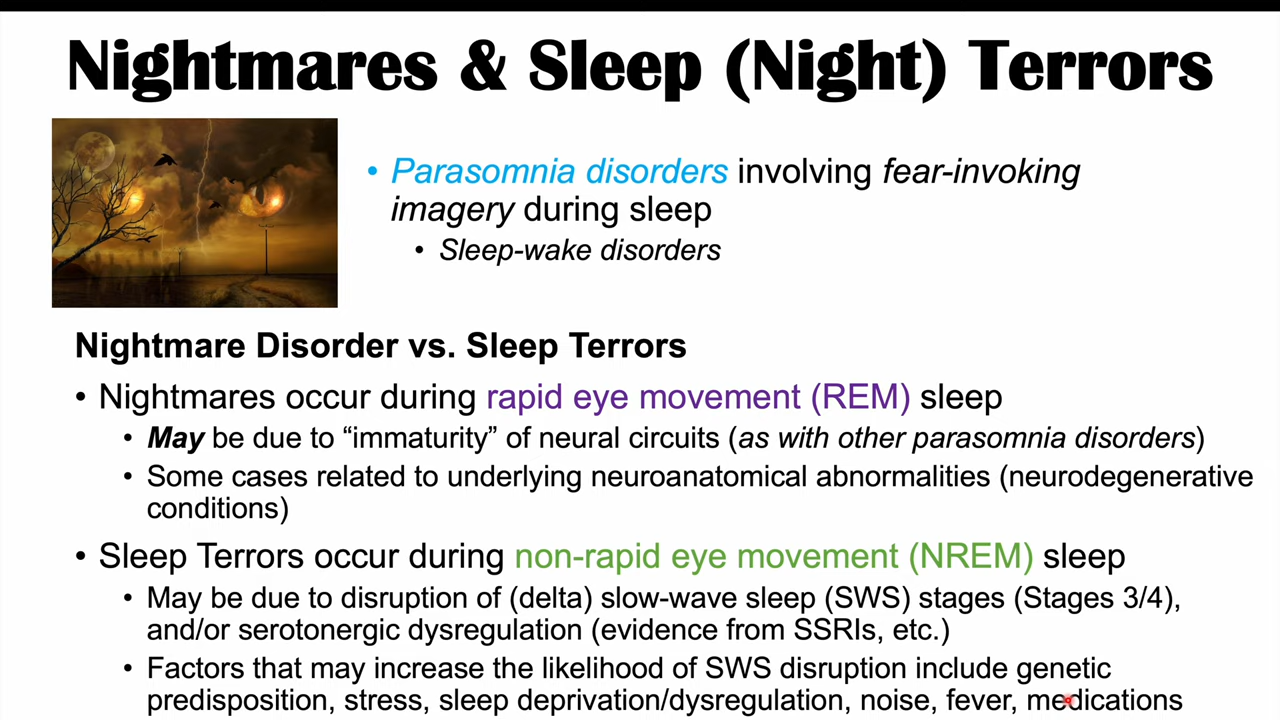 Nightmares & Sleep (Night) Terrors
• Parasomnia disorders involving fear-invoking
imagery during sleep
• Sleep-wake disorders
Nightmare Disorder vs. Sleep Terrors
• Nightmares occur during rapid eye movement (REM) sleep
• May be due to “immaturity” of neural circuits (as with other parasomnia disorders)
• Some cases related to underlying neuroanatomical abnormalities (neurodegenerative
conditions)
• Sleep Terrors occur during non-rapid eye movement (NREM) sleep
• May be due to disruption of (delta) slow-wave sleep (SWS) stages (Stages 3/4),
and/or serotonergic dysregulation (evidence from SSRIs, etc.)
• Factors that may increase the likelihood of SWS disruption include genetic
predisposition, stress, sleep deprivation/dysregulation, noise, fever, medications